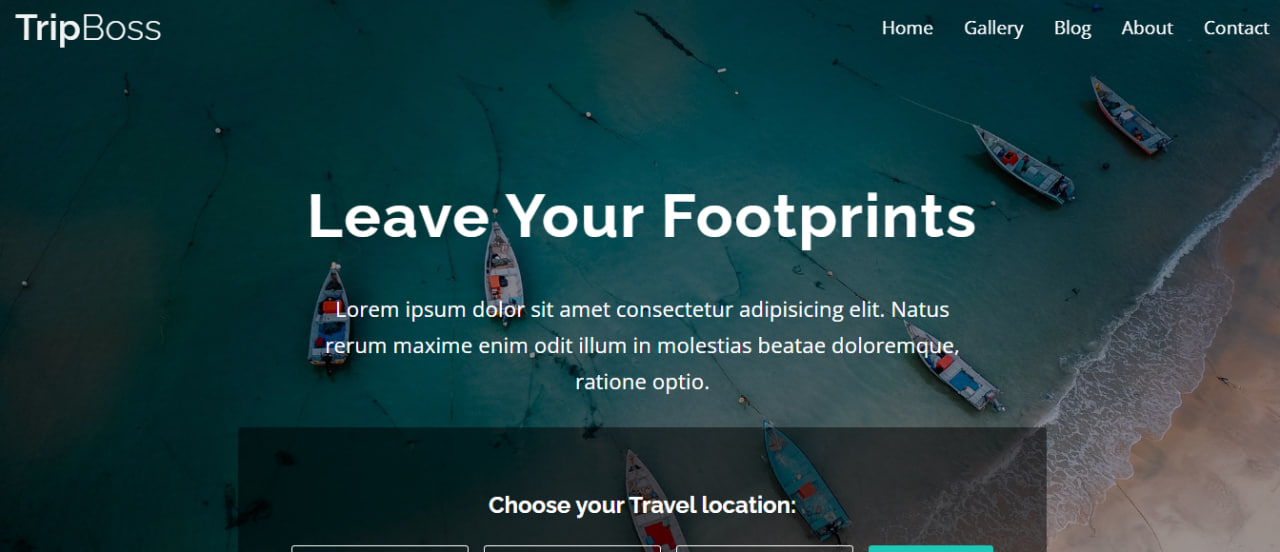 TripBoss
Home Gallery Blog About Contact
Leave Your Footprints
Lorem ipsum dolor sit amet consectetur adipisicing elit. Natus
rerum maxime enim odit illum in molestias beatae doloremque,
ratione optio.
Choose your Travel location: